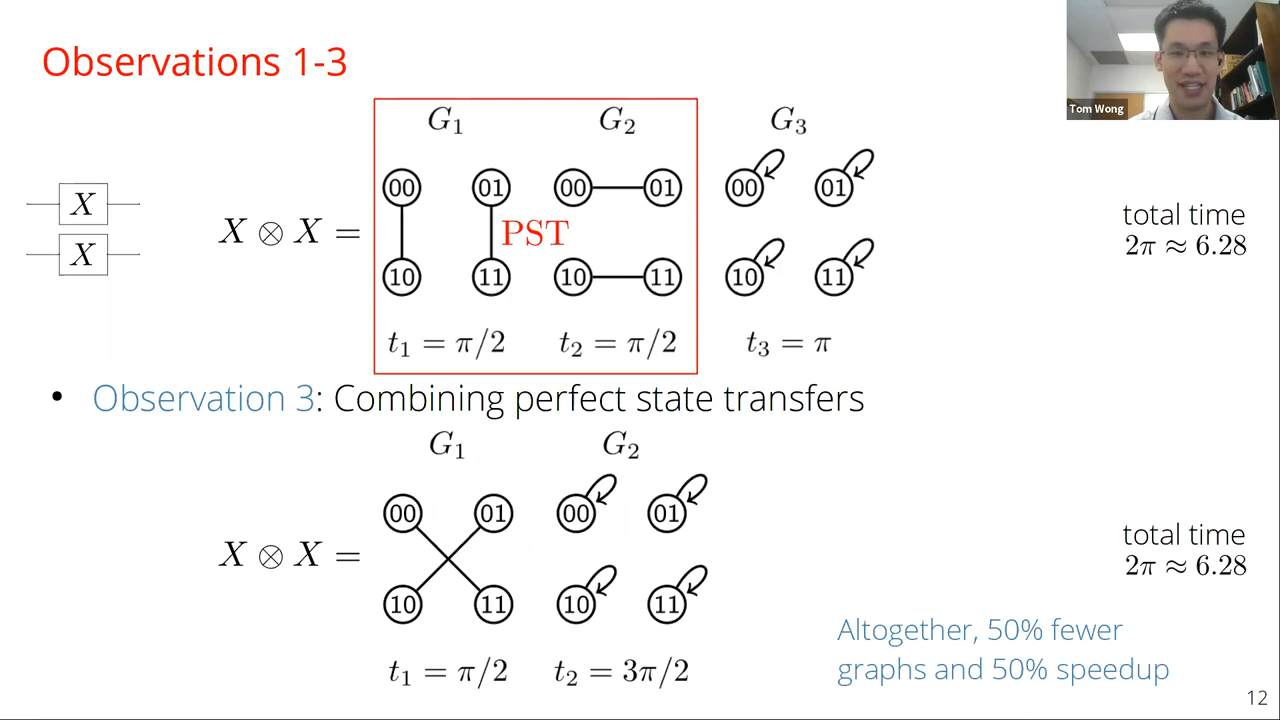 Observations 1-3
Tom Wong
G₁ G₂ G₃
00 01 00 01 00 01
X
X
X ⊗ X =
PST
total time
2π ≈ 6.28
10 11 10 11 10 11
t₁ = π/2 t₂ = π/2 t₃ = π
• Observation 3: Combining perfect state transfers
G₁ G₂
00 01 00 01
X ⊗ X =
total time
2π ≈ 6.28
10 11 10 11
t₁ = π/2 t₂ = 3π/2
Altogether, 50% fewer
graphs and 50% speedup
12